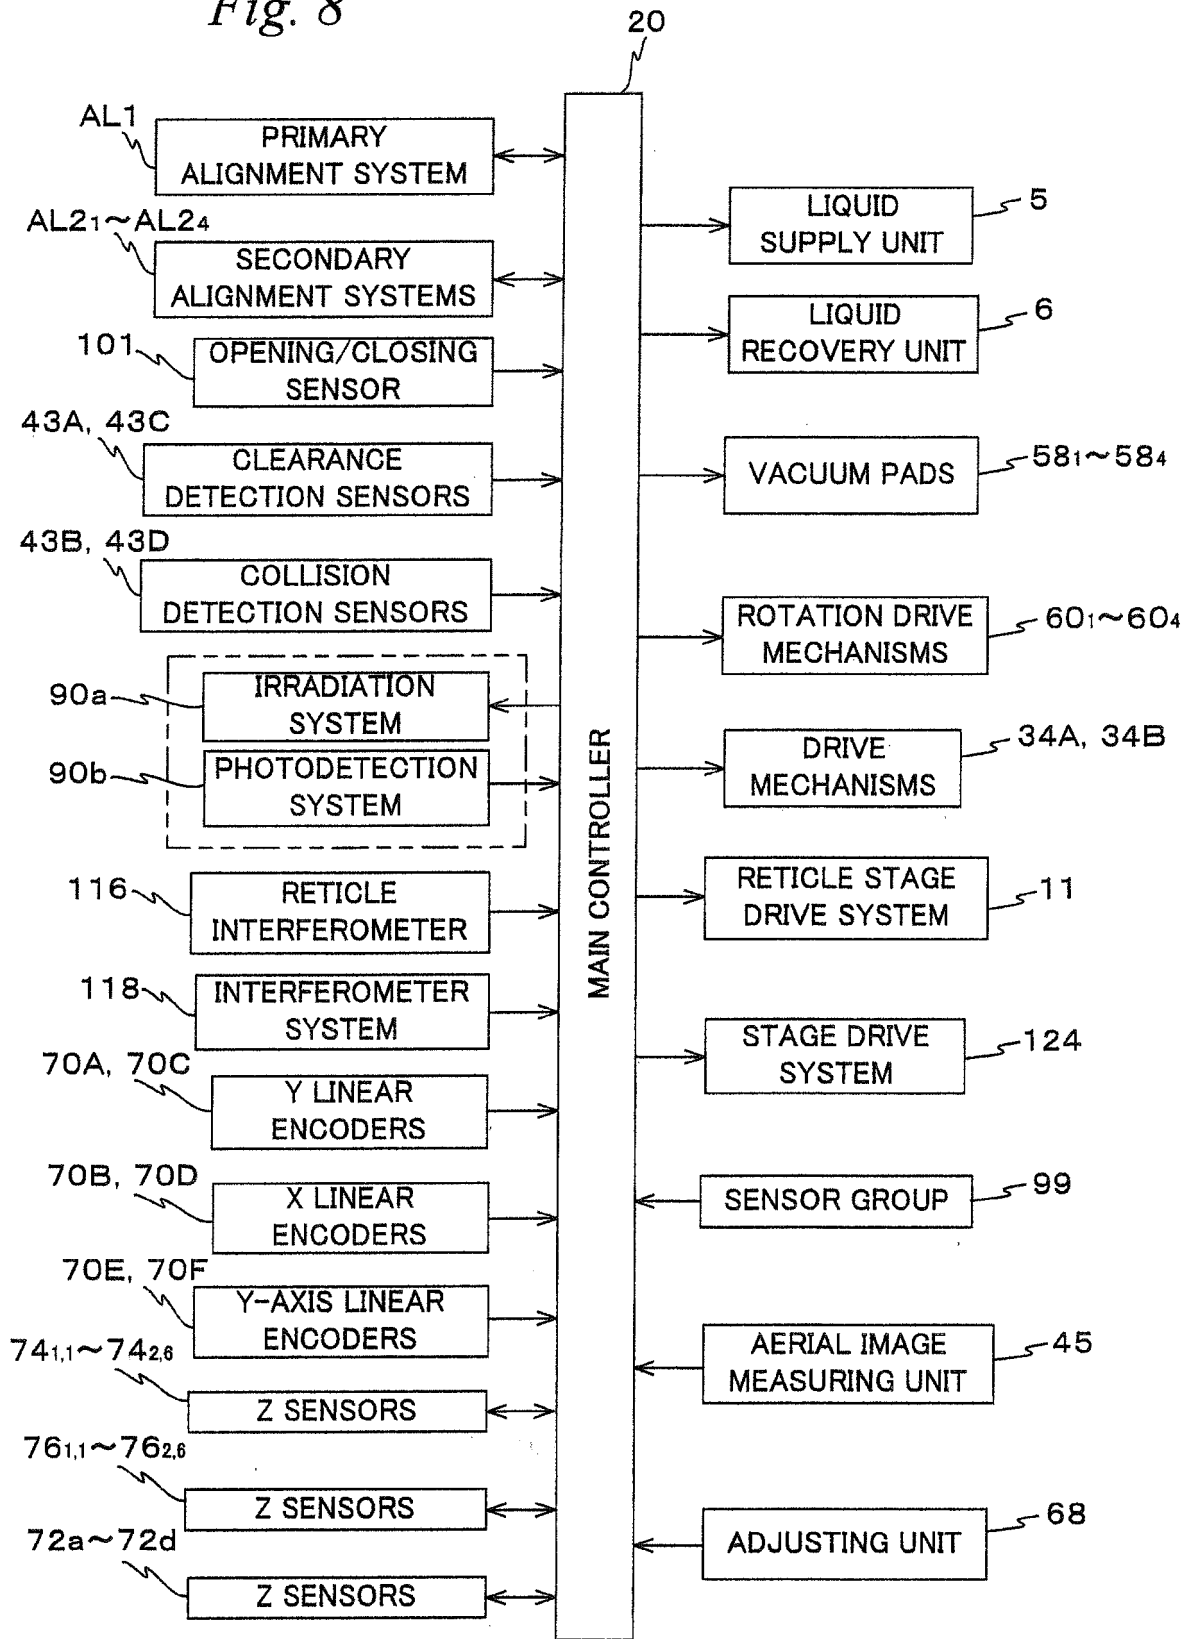 Fig. 8
20
AL1
PRIMARY
ALIGNMENT SYSTEM
AL2₁~AL2₄
SECONDARY
ALIGNMENT SYSTEMS
101
OPENING/CLOSING
SENSOR
43A, 43C
CLEARANCE
DETECTION SENSORS
43B, 43D
COLLISION
DETECTION SENSORS
90a
IRRADIATION
SYSTEM
90b
PHOTODETECTION
SYSTEM
116
RETICLE
INTERFEROMETER
118
INTERFEROMETER
SYSTEM
70A, 70C
Y LINEAR
ENCODERS
70B, 70D
X LINEAR
ENCODERS
70E, 70F
Y-AXIS LINEAR
ENCODERS
74₁,₁~74₂,₆
Z SENSORS
76₁,₁~76₂,₆
Z SENSORS
72a~72d
Z SENSORS
MAIN CONTROLLER
LIQUID
SUPPLY UNIT
5
LIQUID
RECOVERY UNIT
6
VACUUM PADS
58₁~58₄
ROTATION DRIVE
MECHANISMS
60₁~60₄
DRIVE
MECHANISMS
34A, 34B
RETICLE STAGE
DRIVE SYSTEM
11
STAGE DRIVE
SYSTEM
124
SENSOR GROUP
99
AERIAL IMAGE
MEASURING UNIT
45
ADJUSTING UNIT
68